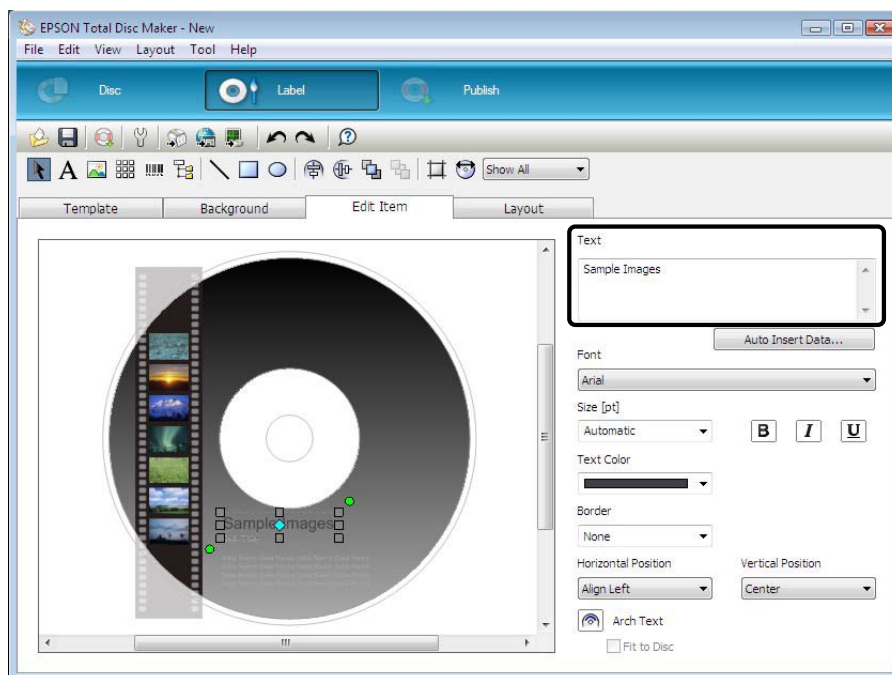 EPSON Total Disc Maker - New
File Edit View Layout Tool Help
Disc Label Publish
A Show All
Template Background Edit Item Layout
Text
Sample Images
Auto Insert Data...
Font
Arial
Size [pt]
Automatic B I U
Text Color
Border
None
Horizontal Position Vertical Position
Align Left Center
Arch Text
Fit to Disc
Sample Images